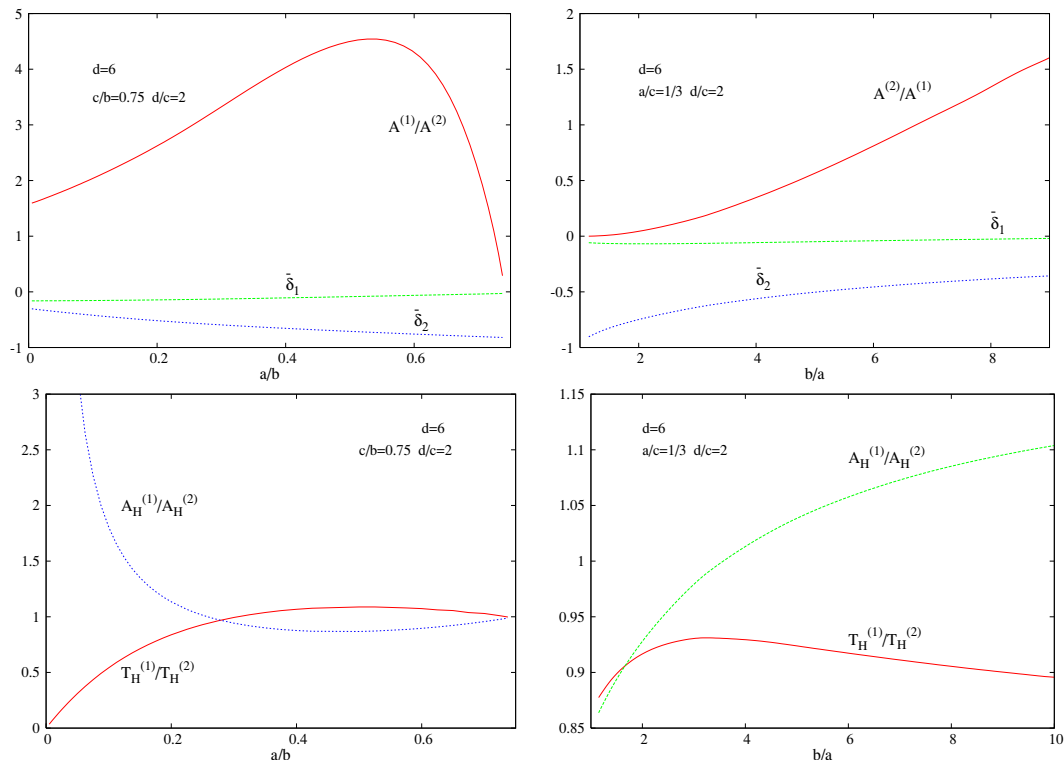 5
4
3
2
1
0
-1
0
0.2
0.4
0.6
a/b
d=6
c/b=0.75 d/c=2
A^(1)/A^(2)
δ̄_1
δ̄_2
2
1.5
1
0.5
0
-0.5
-1
2
4
6
8
b/a
d=6
a/c=1/3 d/c=2
A^(2)/A^(1)
δ̄_1
δ̄_2
3
2.5
2
1.5
1
0.5
0
0
0.2
0.4
0.6
a/b
d=6
c/b=0.75 d/c=2
A_H^(1)/A_H^(2)
T_H^(1)/T_H^(2)
1.15
1.1
1.05
1
0.95
0.9
0.85
2
4
6
8
10
b/a
d=6
a/c=1/3 d/c=2
A_H^(1)/A_H^(2)
T_H^(1)/T_H^(2)